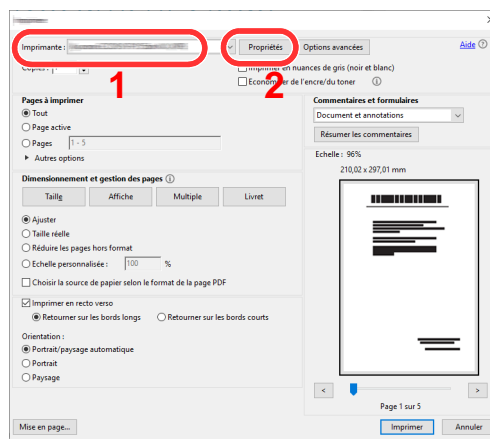 Imprimante :
Propriétés
Options avancées
Aide
1
2
Imprimer en nuances de gris (noir et blanc)
Economiser de l'encre/du toner
Pages à imprimer
Tout
Page active
Pages
1 - 5
Autres options
Dimensionnement et gestion des pages
Taille
Affiche
Multiple
Livret
Ajuster
Taille réelle
Réduire les pages hors format
Echelle personnalisée :
100
%
Choisir la source de papier selon le format de la page PDF
Imprimer en recto verso
Retourner sur les bords longs
Retourner sur les bords courts
Orientation :
Portrait/paysage automatique
Portrait
Paysage
Commentaires et formulaires
Document et annotations
Résumer les commentaires
Echelle : 96%
210,02 x 297,01 mm
<
>
Page 1 sur 5
Mise en page...
Imprimer
Annuler